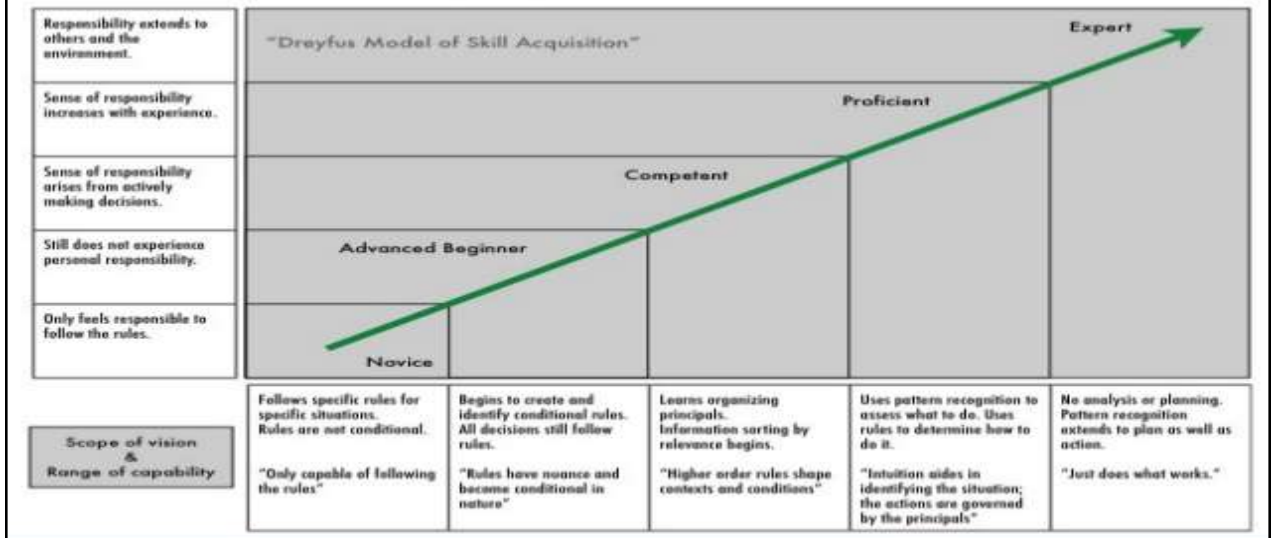 Responsibility extends to
others and the
environment.
"Dreyfus Model of Skill Acquisition"
Expert
Sense of responsibility
increases with experience.
Proficient
Sense of responsibility
arises from actively
making decisions.
Competent
Still does not experience
personal responsibility.
Advanced Beginner
Only feels responsible to
follow the rules.
Novice
Scope of vision
&
Range of capability
Follows specific rules for
specific situations.
Rules are not conditional.
"Only capable of following
the rules"
Begins to create and
identify conditional rules.
All decisions still follow
rules.
"Rules have nuance and
become conditional in
nature"
Learns organizing
principals.
Information sorting by
relevance begins.
"Higher order rules shape
contexts and conditions"
Uses pattern recognition to
assess what to do. Uses
rules to determine how to
do it.
"Intuition aides in
identifying the situation;
the actions are governed
by the principals"
No analysis or planning.
Pattern recognition
extends to plan as well as
action.
"Just does what works."